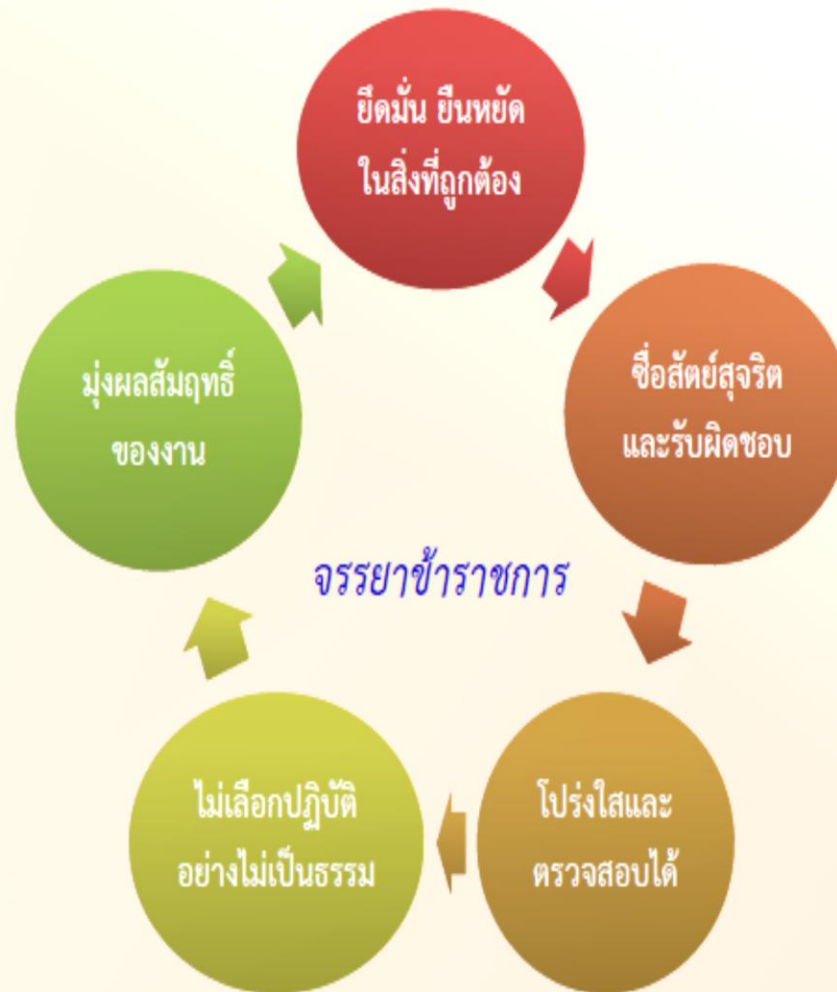 ยึดมั่น ยืนหยัด
ในสิ่งที่ถูกต้อง
ซื่อสัตย์สุจริต
และรับผิดชอบ
โปร่งใสและ
ตรวจสอบได้
ไม่เลือกปฏิบัติ
อย่างไม่เป็นธรรม
มุ่งผลสัมฤทธิ์
ของงาน
จรรยาข้าราชการ